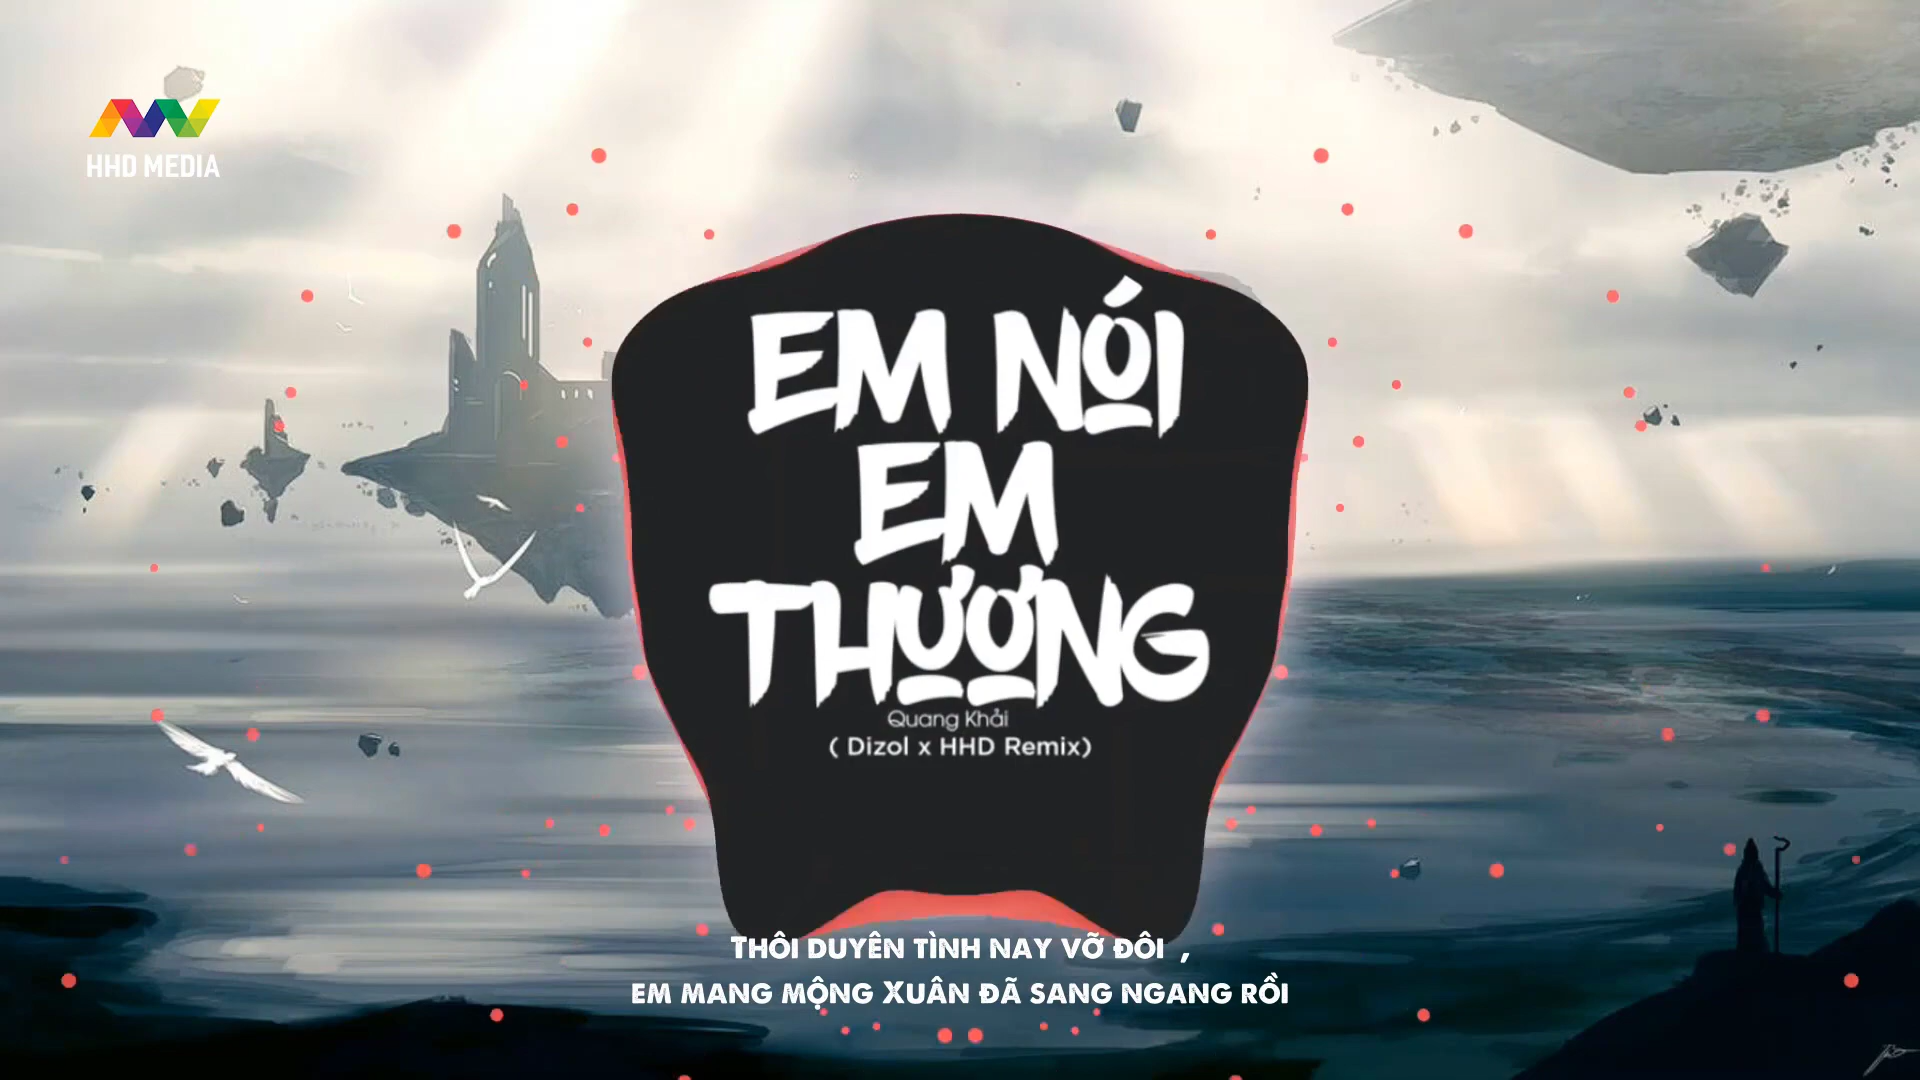 HHD MEDIA
EM NÓI
EM
THƯƠNG
Quang Khải
( Dizol x HHD Remix)
THÔI DUYÊN TÌNH NAY VỠ ĐÔI ,
EM MANG MỘNG XUÂN ĐÃ SANG NGANG RỒI